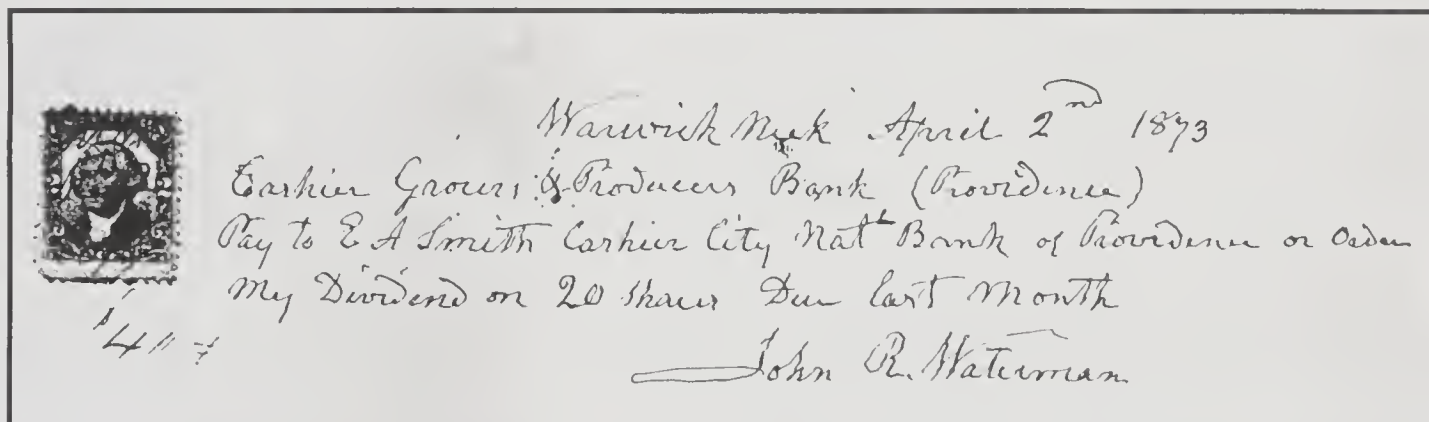 Warwick Neck April 2nd 1873
Cashier Grocers & Producers Bank (Providence)
Pay to E A Smith Cashier City Natl Bank of Providence or Order
My Dividend on 20 Shares Due last Month
John R. Waterman